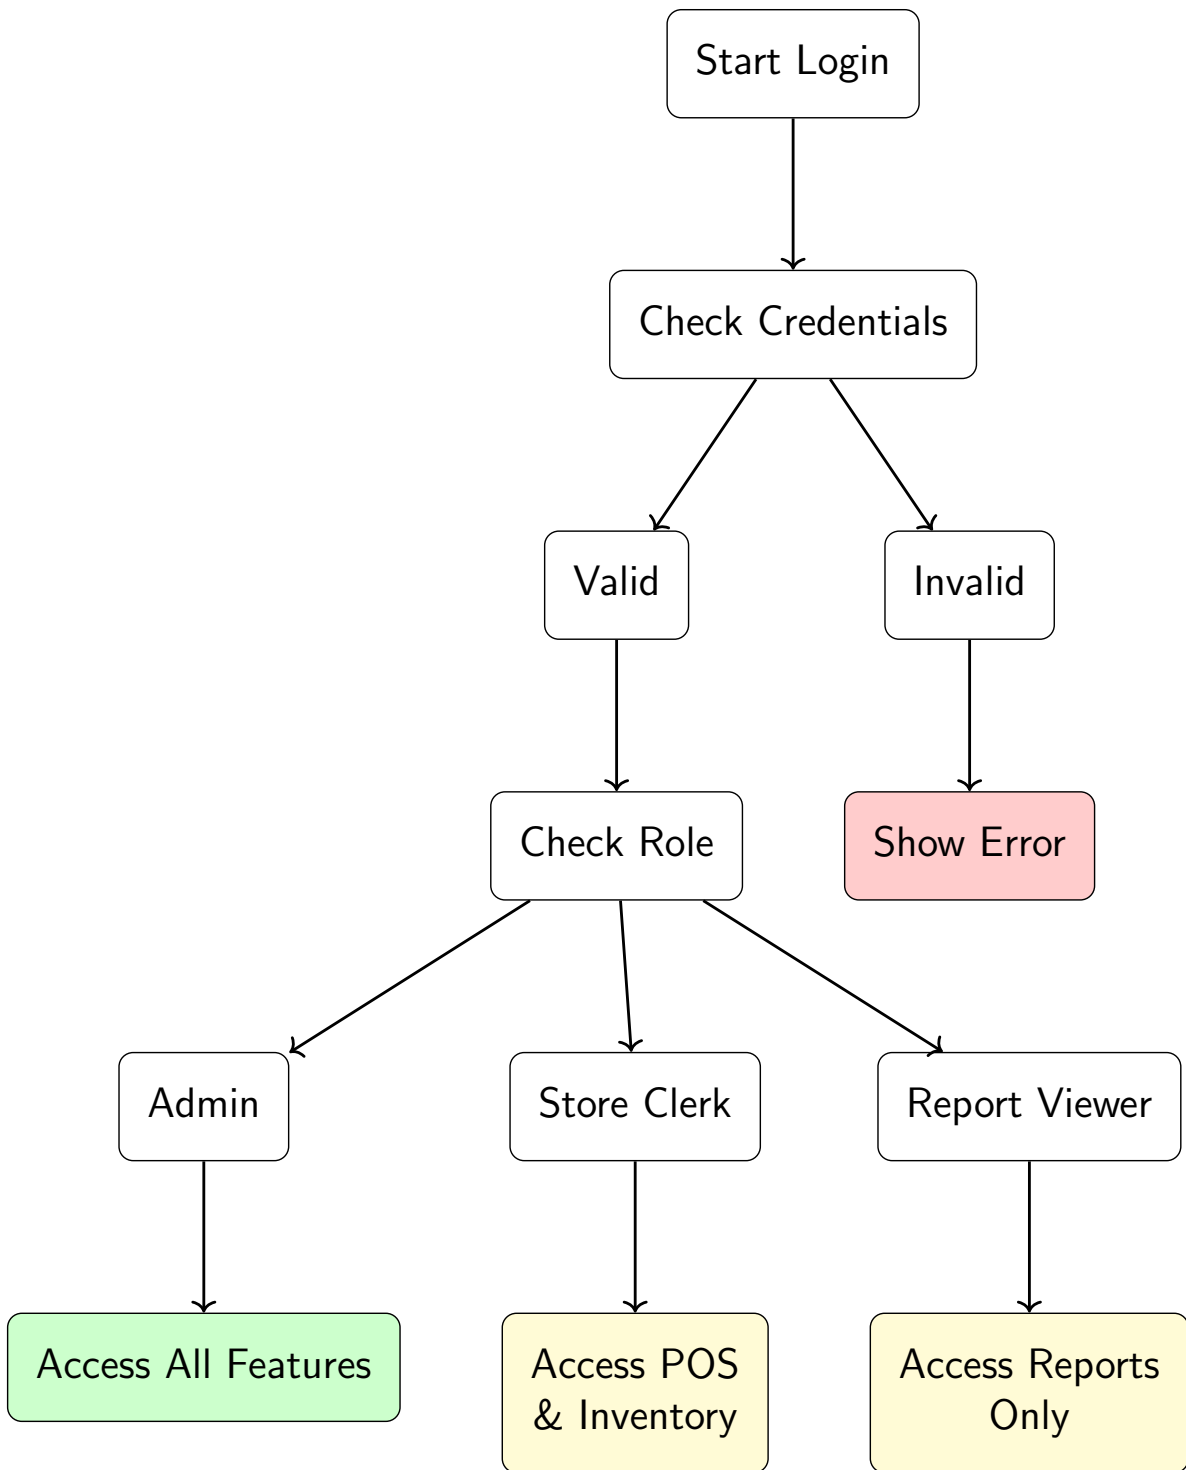 Start Login
Check Credentials
Valid
Invalid
Check Role
Show Error
Admin
Store Clerk
Report Viewer
Access All Features
Access POS
& Inventory
Access Reports
Only